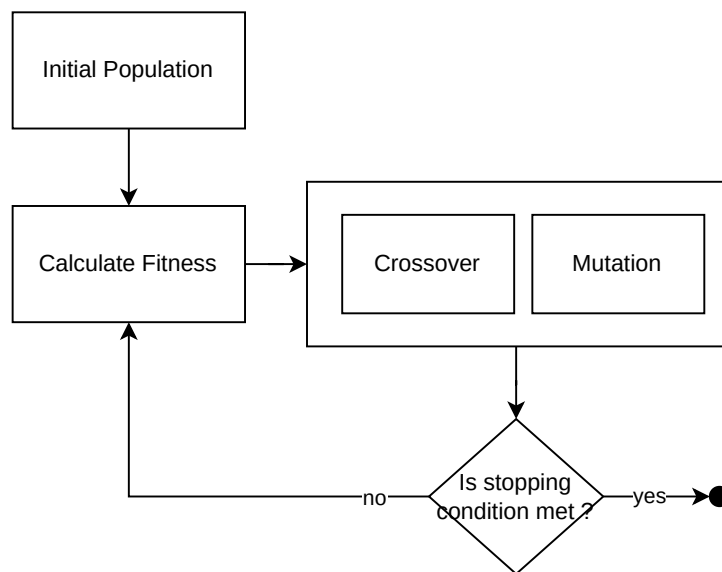 Initial Population
Calculate Fitness
Crossover
Mutation
Is stopping
condition met ?
no
yes